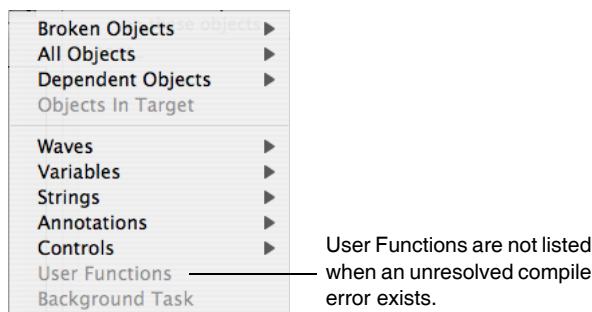 Broken Objects
All Objects
Dependent Objects
Objects In Target
Waves
Variables
Strings
Annotations
Controls
User Functions
Background Task
User Functions are not listed
when an unresolved compile
error exists.